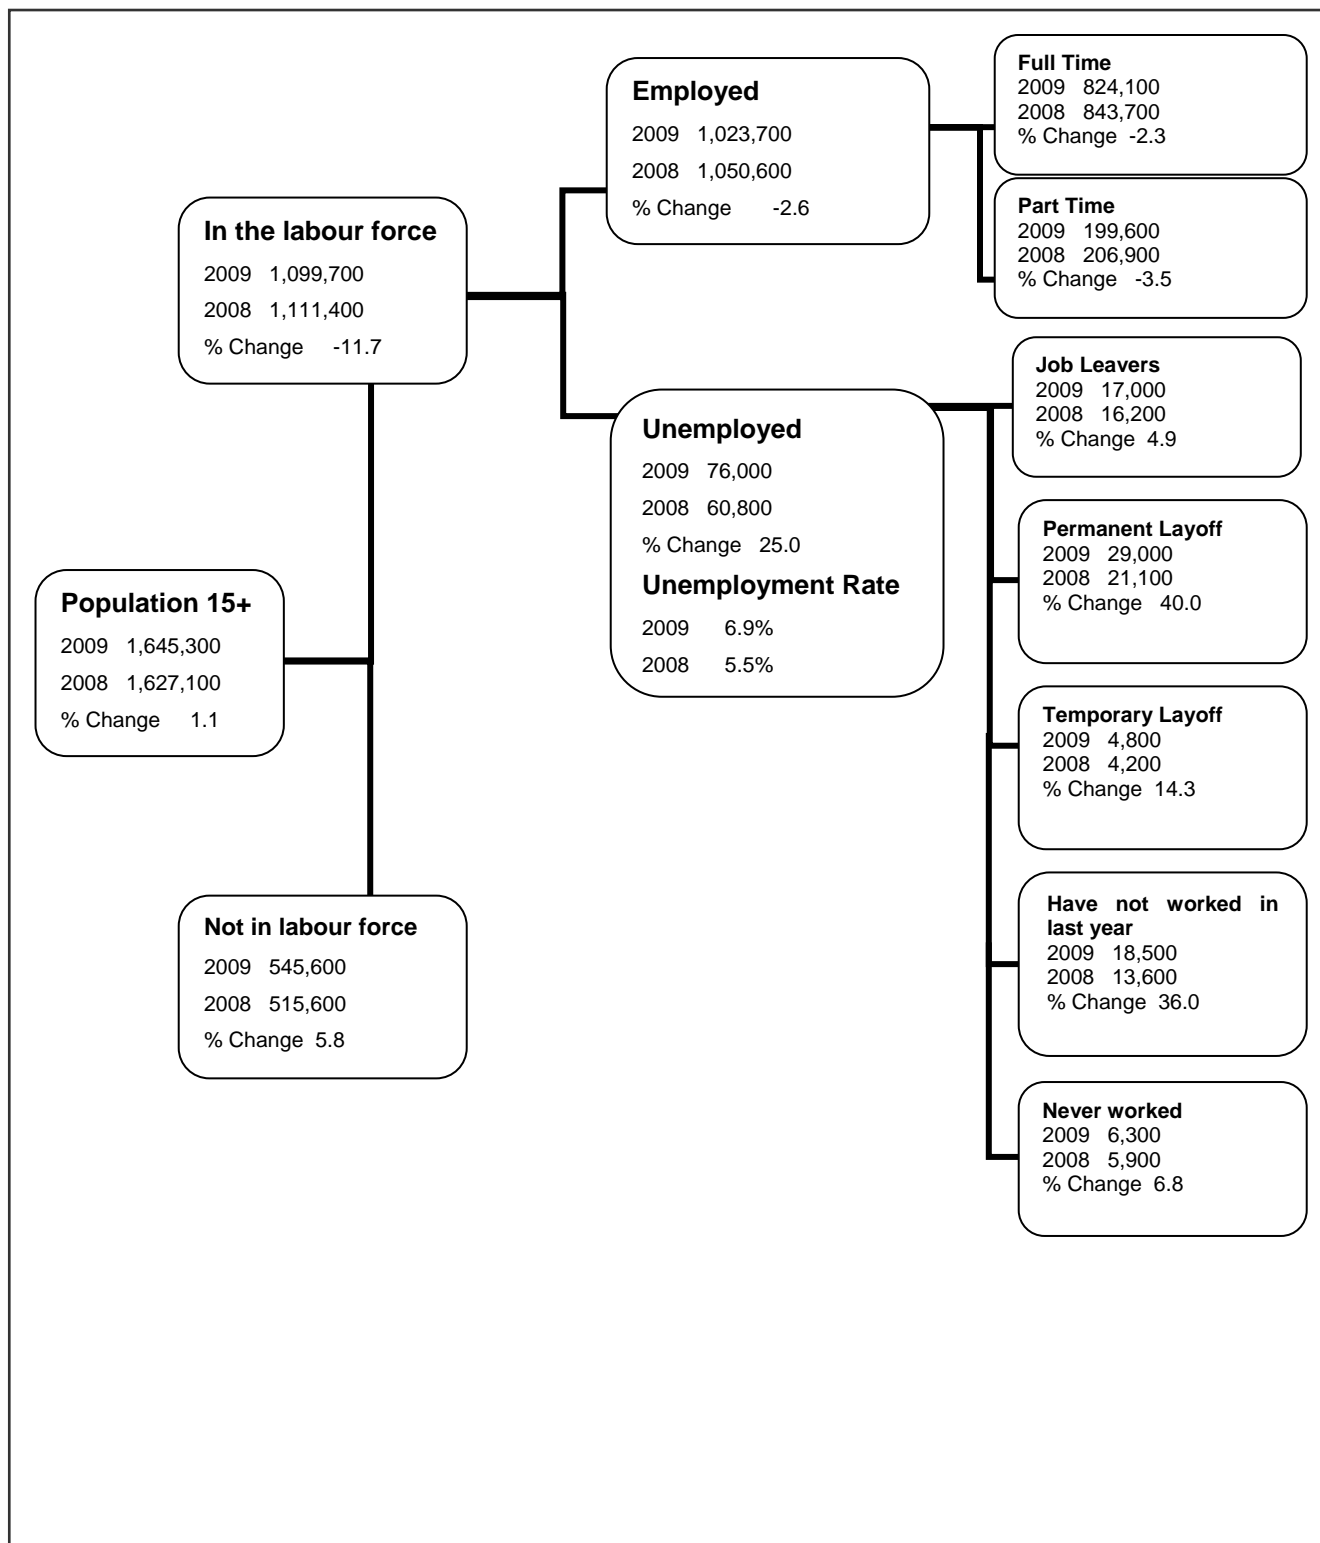 Population 15+
2009 1,645,300
2008 1,627,100
% Change 1.1
In the labour force
2009 1,099,700
2008 1,111,400
% Change -11.7
Not in labour force
2009 545,600
2008 515,600
% Change 5.8
Employed
2009 1,023,700
2008 1,050,600
% Change -2.6
Unemployed
2009 76,000
2008 60,800
% Change 25.0
Unemployment Rate
2009 6.9%
2008 5.5%
Full Time
2009 824,100
2008 843,700
% Change -2.3
Part Time
2009 199,600
2008 206,900
% Change -3.5
Job Leavers
2009 17,000
2008 16,200
% Change 4.9
Permanent Layoff
2009 29,000
2008 21,100
% Change 40.0
Temporary Layoff
2009 4,800
2008 4,200
% Change 14.3
Have not worked in
last year
2009 18,500
2008 13,600
% Change 36.0
Never worked
2009 6,300
2008 5,900
% Change 6.8